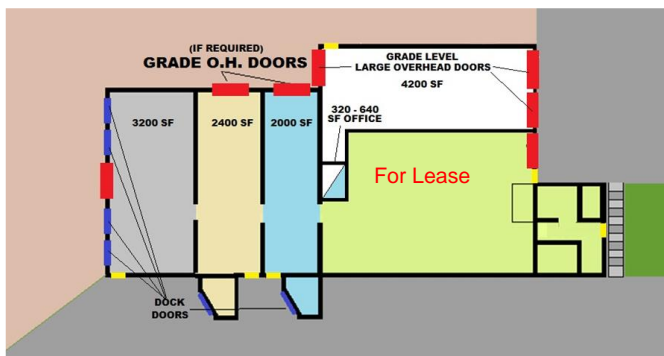 (IF REQUIRED)
GRADE O.H. DOORS
GRADE LEVEL
LARGE OVERHEAD DOORS
4200 SF
320 - 640
SF OFFICE
3200 SF
2400 SF
2000 SF
For Lease
DOCK
DOORS